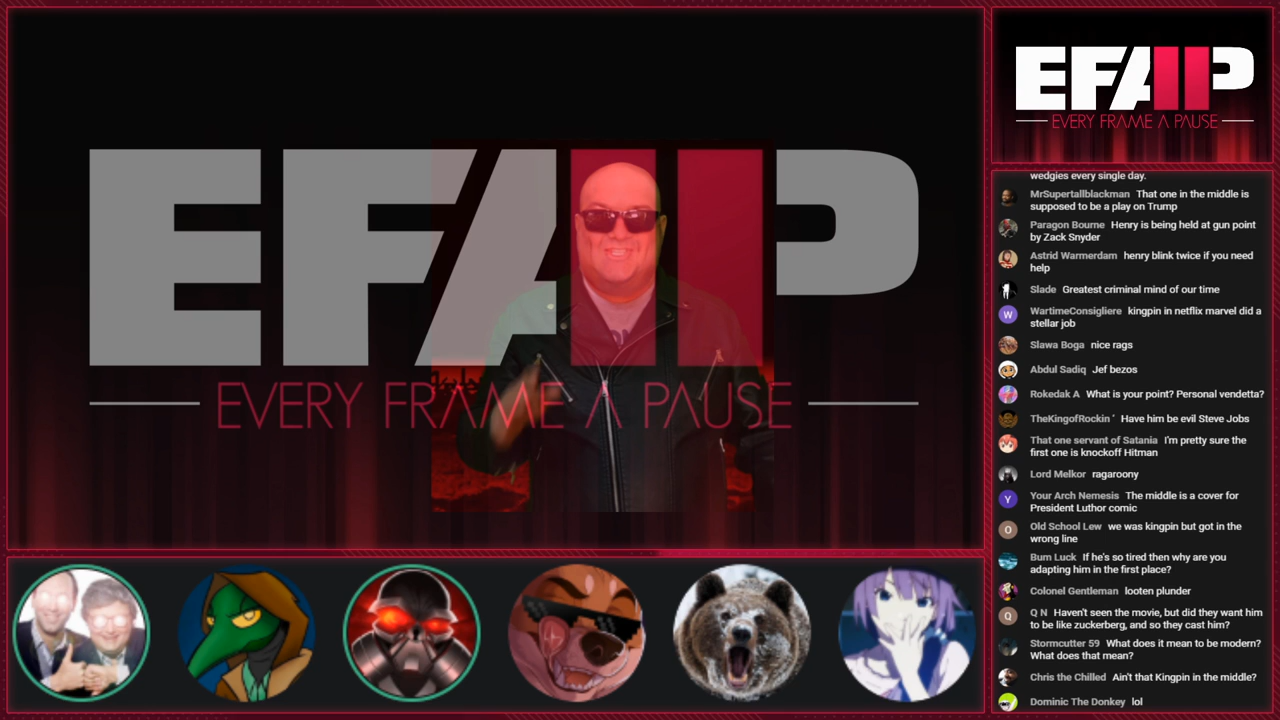 EFAP
EVERY FRAME A PAUSE
EFAP
EVERY FRAME A PAUSE
wedgies every single day.
MrSupertallblackman That one in the middle is
supposed to be a play on Trump
Paragon Bourne Henry is being held at gun point
by Zack Snyder
Astrid Warmerdam henry blink twice if you need
help
Slade Greatest criminal mind of our time
W
WartimeConsigliere kingpin in netflix marvel did a
stellar job
Slawa Boga nice rags
Abdul Sadiq Jef bezos
Rokedak A What is your point? Personal vendetta?
TheKingofRockin ' Have him be evil Steve Jobs
That one servant of Satania I'm pretty sure the
first one is knockoff Hitman
Lord Melkor ragaroony
Y
Your Arch Nemesis The middle is a cover for
President Luthor comic
O
Old School Lew we was kingpin but got in the
wrong line
Bum Luck If he's so tired then why are you
adapting him in the first place?
Colonel Gentleman looten plunder
Q
Q N Haven't seen the movie, but did they want him
to be like zuckerberg, and so they cast him?
Stormcutter 59 What does it mean to be modern?
What does that mean?
Chris the Chilled Ain't that Kingpin in the middle?
Dominic The Donkey lol